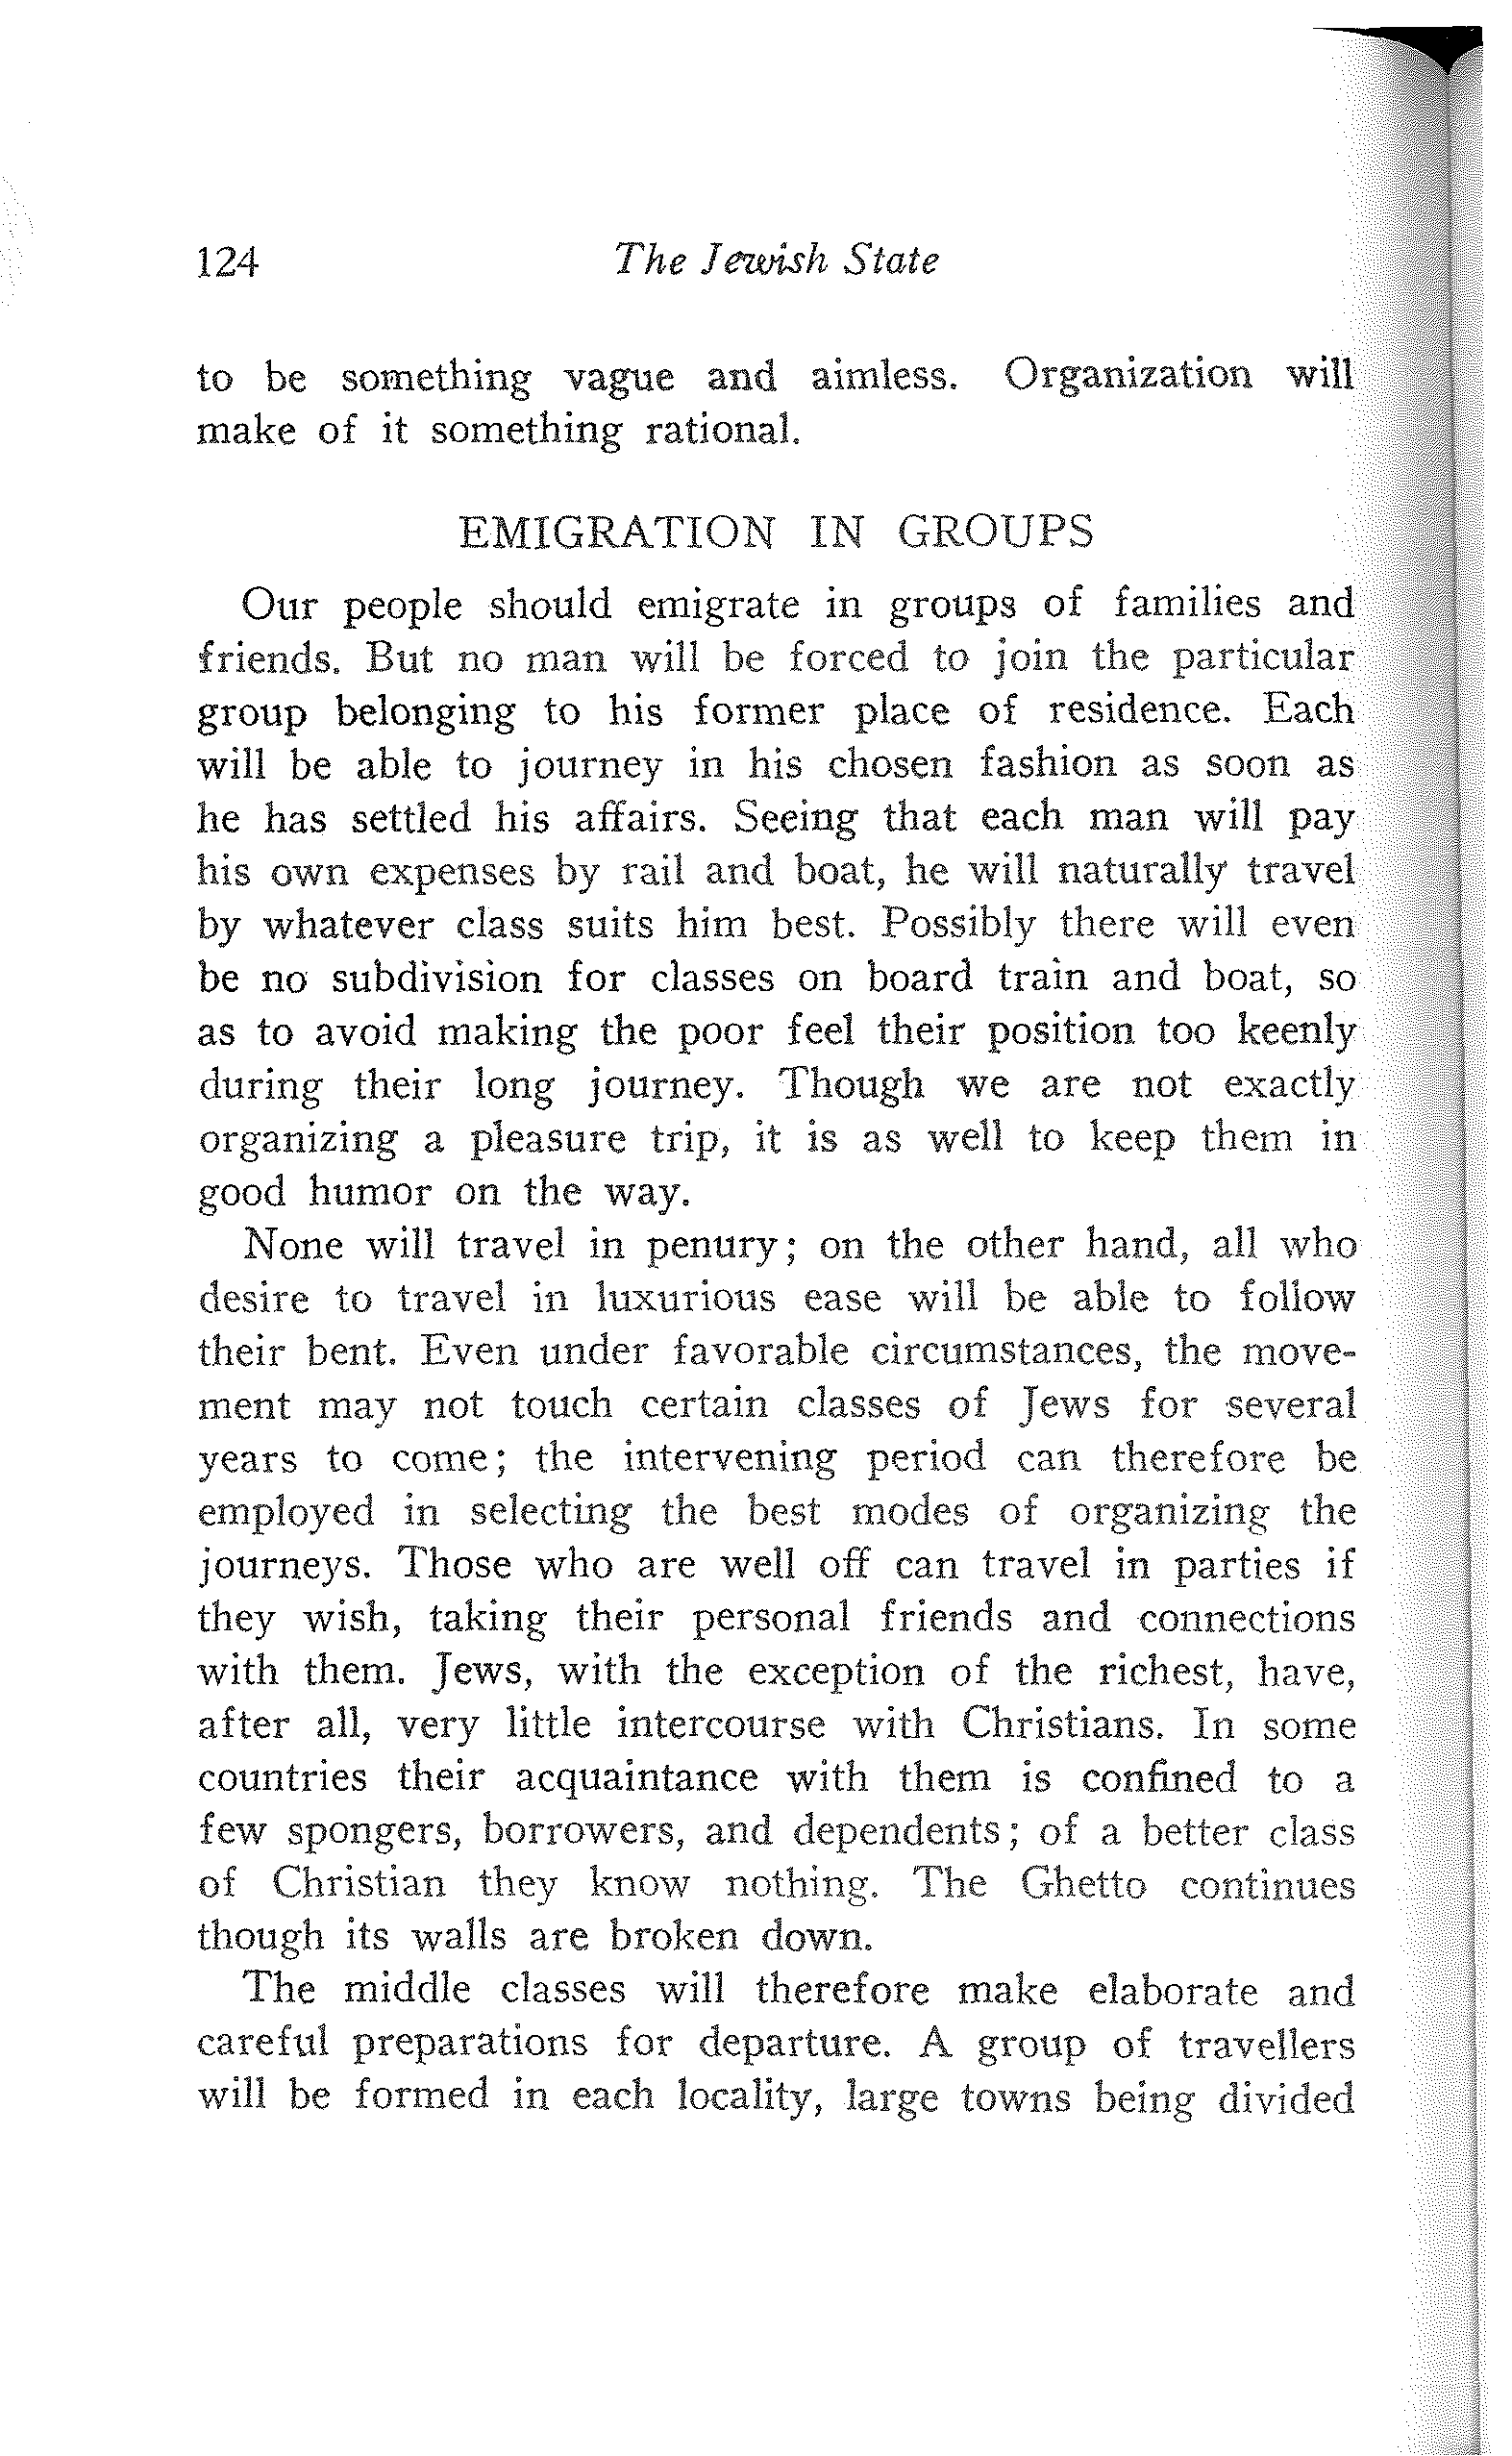 124 The Jewish State
to be something vague and aimless. Organization will
make of it something rational.
EMIGRATION IN GROUPS
Our people should emigrate in groups of families and
friends. But no man will be forced to join the particular
group belonging to his former place of residence. Each
will be able to journey in his chosen fashion as soon as
he has settled his affairs. Seeing that each man will pay
his own expenses by rail and boat, he will naturally travel
by whatever class suits him best. Possibly there will even
be no subdivision for classes on board train and boat, so
as to avoid making the poor feel their position too keenly
during their long journey. Though we are not exactly
organizing a pleasure trip, it is as well to keep them in
good humor on the way.
None will travel in penury; on the other hand, all who
desire to travel in luxurious ease will be able to follow
their bent. Even under favorable circumstances, the move-
ment may not touch certain classes of Jews for several
years to come; the intervening period can therefore be
employed in selecting the best modes of organizing the
journeys. Those who are well off can travel in parties if
they wish, taking their personal friends and connections
with them. Jews, with the exception of the richest, have,
after all, very little intercourse with Christians. In some
countries their acquaintance with them is confined to a
few spongers, borrowers, and dependents; of a better class
of Christian they know nothing. The Ghetto continues
though its walls are broken down.
The middle classes will therefore make elaborate and
careful preparations for departure. A group of travellers
will be formed in each locality, large towns being divided